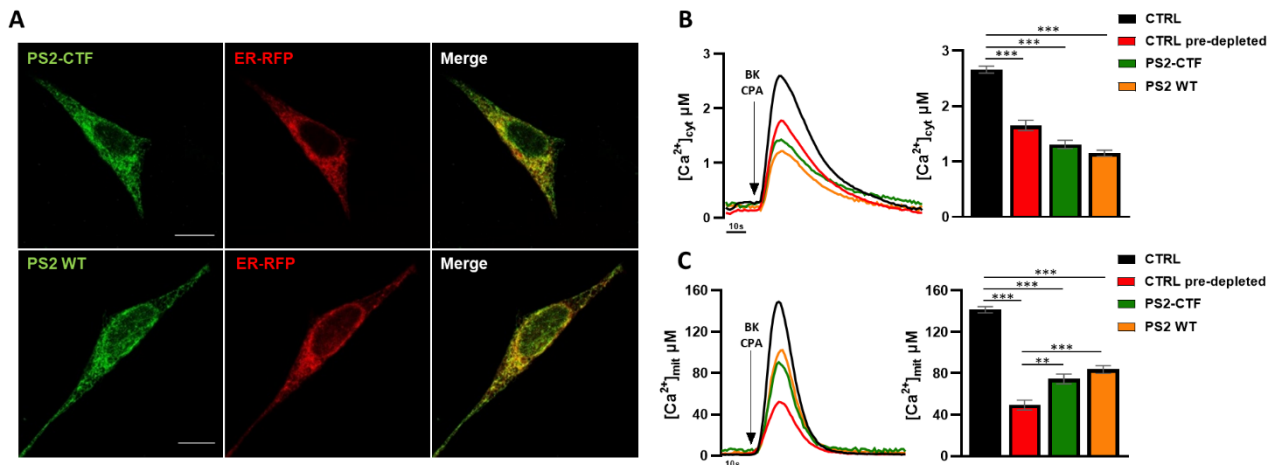 A
PS2-CTF
ER-RFP
Merge
PS2 WT
ER-RFP
Merge
B
[Ca²⁺]cyt µM
3
2
1
0
BK
CPA
10s
[Ca²⁺]cyt µM
3
2
1
0
***
***
***
CTRL
CTRL pre-depleted
PS2-CTF
PS2 WT
C
[Ca²⁺]mit µM
160
120
80
40
0
BK
CPA
10s
[Ca²⁺]mit µM
160
120
80
40
0
***
***
***
***
**
CTRL
CTRL pre-depleted
PS2-CTF
PS2 WT